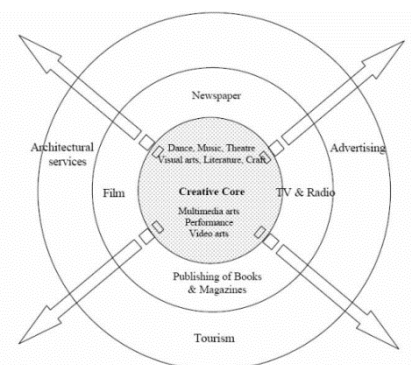 Newspaper
Dance, Music, Theatre
Visual arts, Literature, Craft
Architectural
services
Advertising
Film
Creative Core
TV & Radio
Multimedia arts
Performance
Video arts
Publishing of Books
& Magazines
Tourism